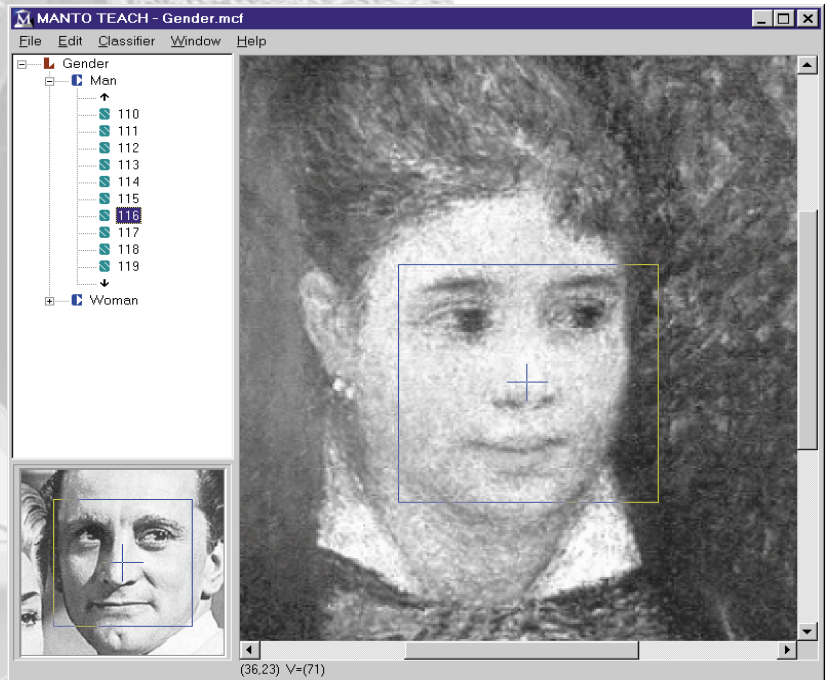 MANTO TEACH - Gender.mcf
File Edit Classifier Window Help
Gender
Man
110
111
112
113
114
115
116
117
118
119
Woman
(36,23) V=(71)